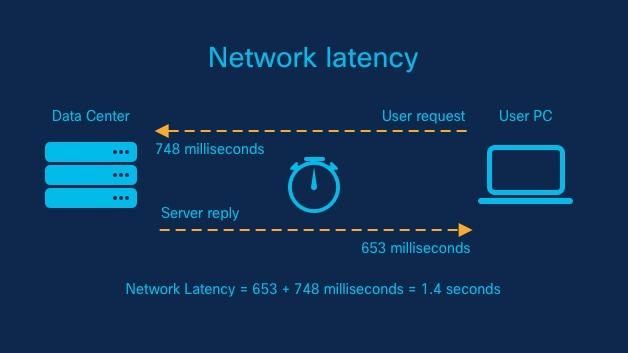 Network latency
Data Center
User request
User PC
748 milliseconds
Server reply
653 milliseconds
Network Latency = 653 + 748 milliseconds = 1.4 seconds